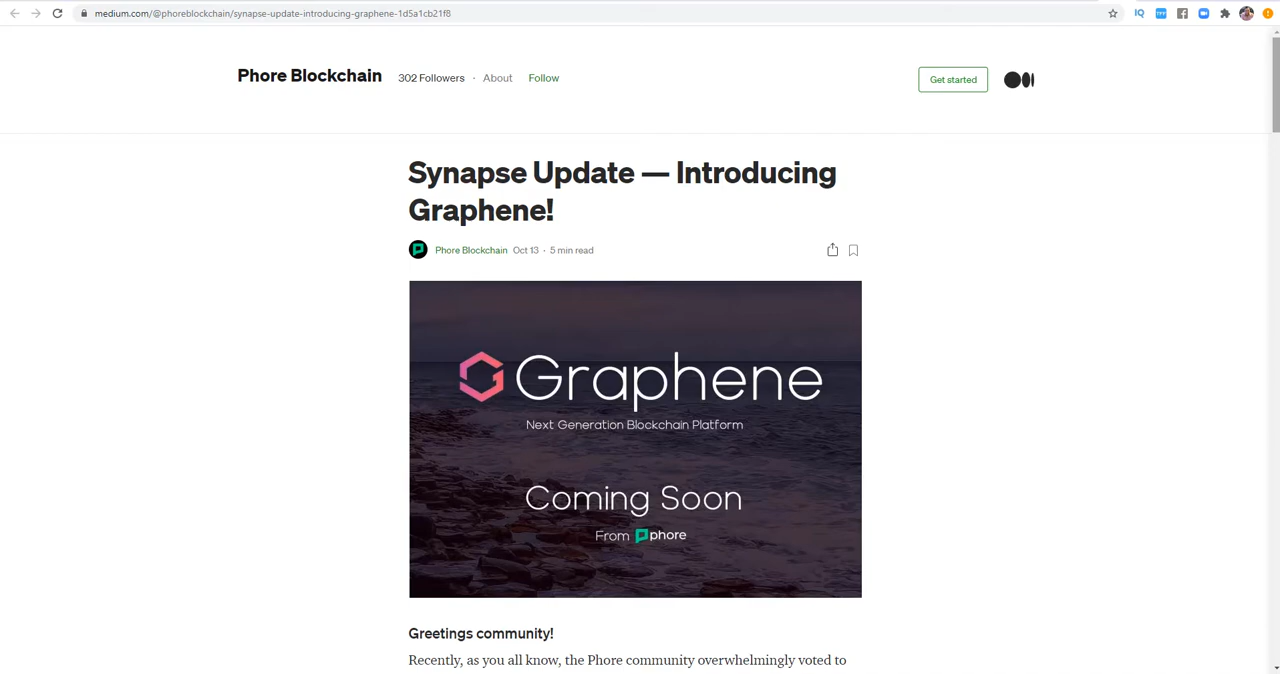 medium.com/@phoreblockchain/synapse-update-introducing-graphene-1d5a1cb21f8
IQ
Phore Blockchain 302 Followers · About Follow
Get started
Synapse Update — Introducing
Graphene!
Phore Blockchain Oct 13 · 5 min read
Graphene
Next Generation Blockchain Platform
Coming Soon
From phore
Greetings community!
Recently, as you all know, the Phore community overwhelmingly voted to